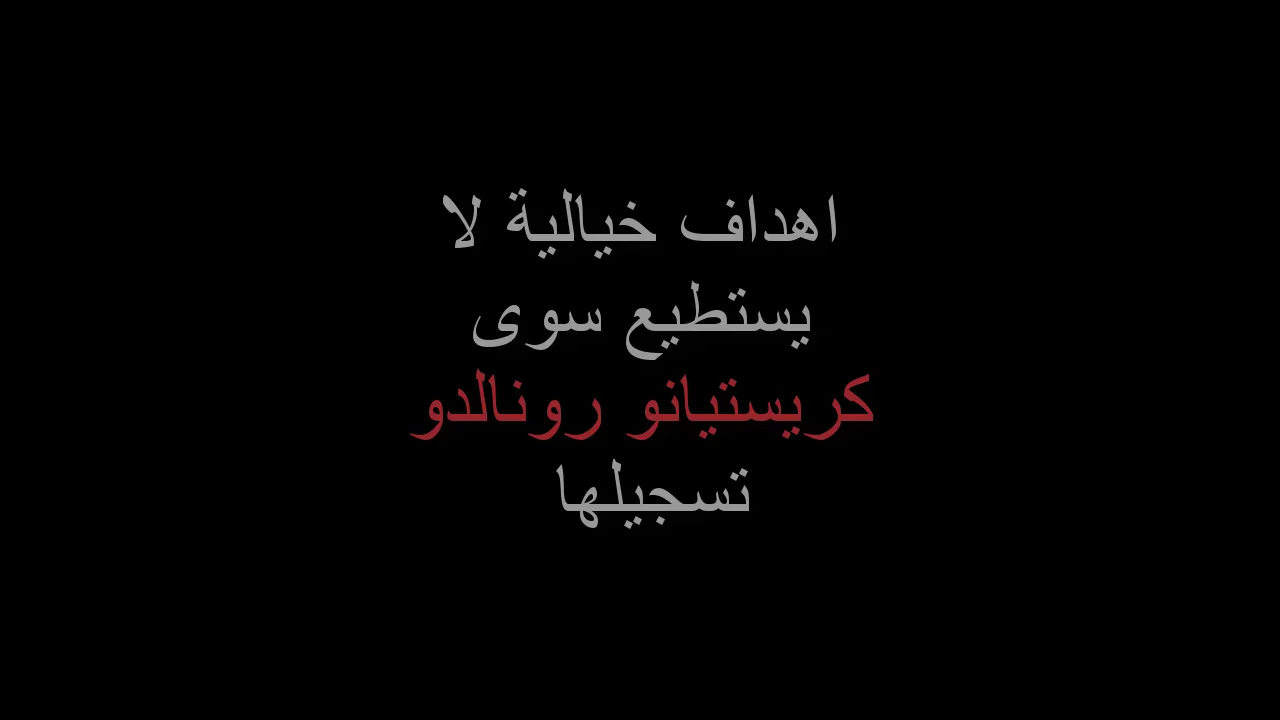 اهداف خيالية لا
يستطيع سوى
كريستيانو رونالدو
تسجيلها